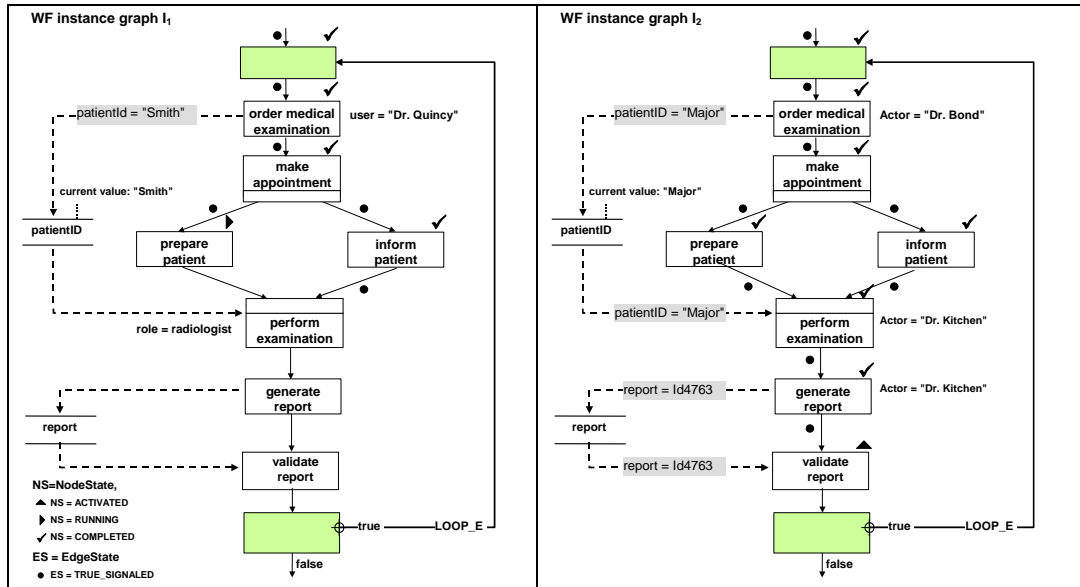 WF instance graph I1
patientId = "Smith"
order medical
examination
user = "Dr. Quincy"
make
appointment
current value: "Smith"
patientID
prepare
patient
inform
patient
role = radiologist
perform
examination
generate
report
report
validate
report
NS=NodeState,
NS = ACTIVATED
NS = RUNNING
NS = COMPLETED
ES = EdgeState
ES = TRUE_SIGNALED
true
LOOP_E
false
WF instance graph I2
patientID = "Major"
order medical
examination
Actor = "Dr. Bond"
make
appointment
current value: "Major"
patientID
prepare
patient
inform
patient
patientID = "Major"
perform
examination
Actor = "Dr. Kitchen"
report = Id4763
generate
report
Actor = "Dr. Kitchen"
report
report = Id4763
validate
report
true
LOOP_E
false